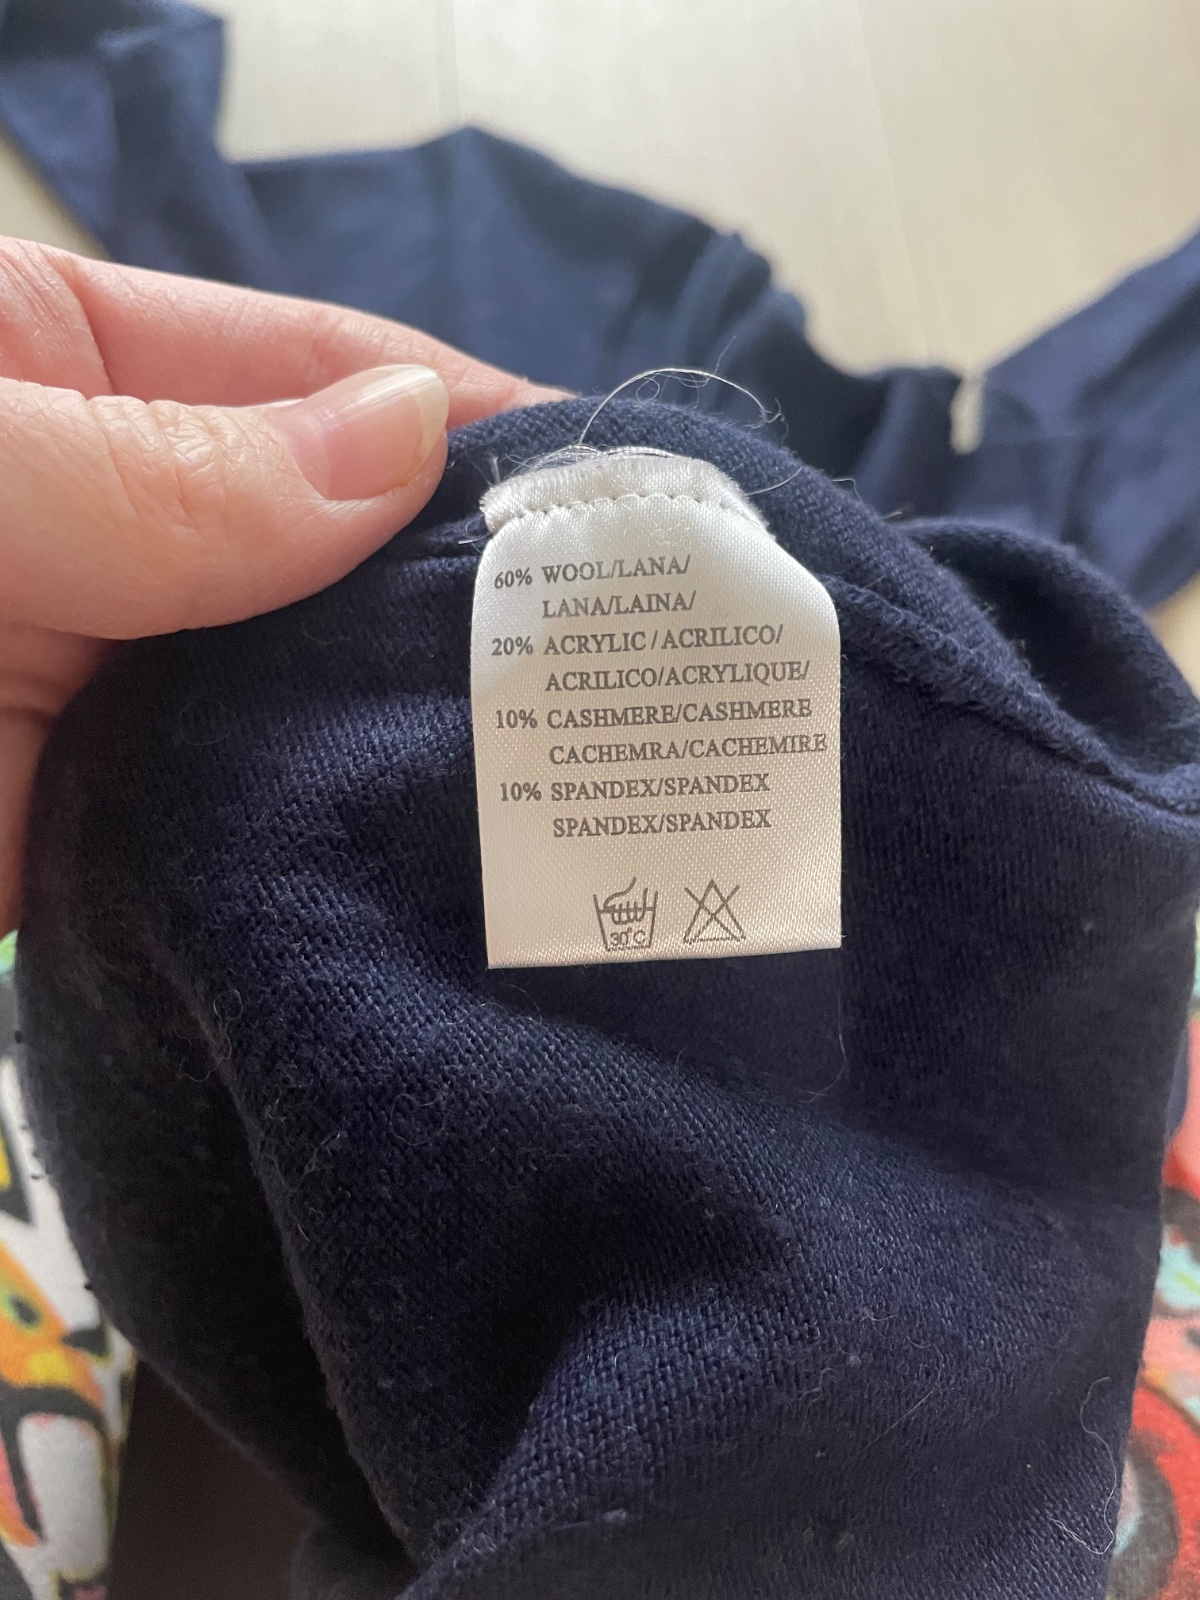 60% WOOL/LANA/
LANA/LAINA/
20% ACRYLIC/ACRILICO/
ACRILICO/ACRYLIQUE/
10% CASHMERE/CASHMERE
CACHEMRA/CACHEMIRE
10% SPANDEX/SPANDEX
SPANDEX/SPANDEX
30°C